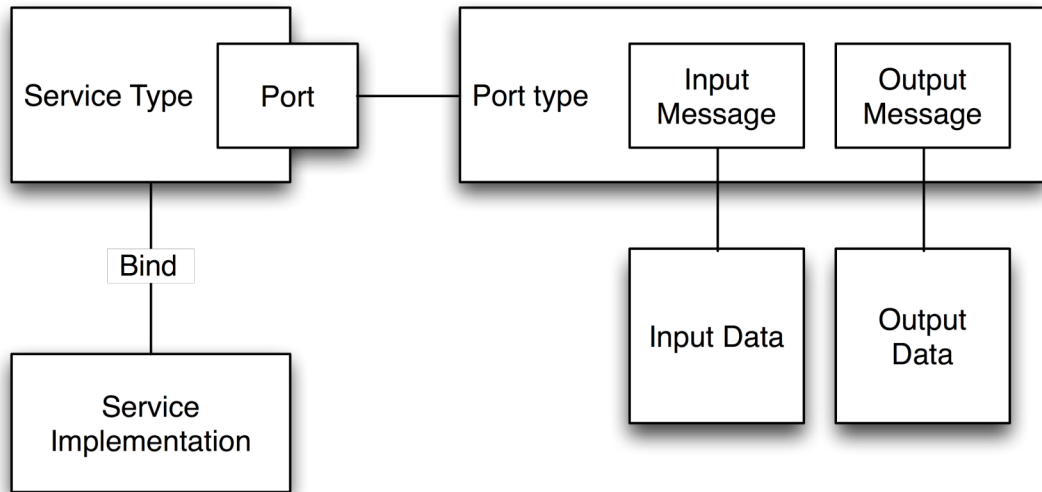 Service Type
Port
Port type
Input
Message
Output
Message
Bind
Input Data
Output
Data
Service
Implementation